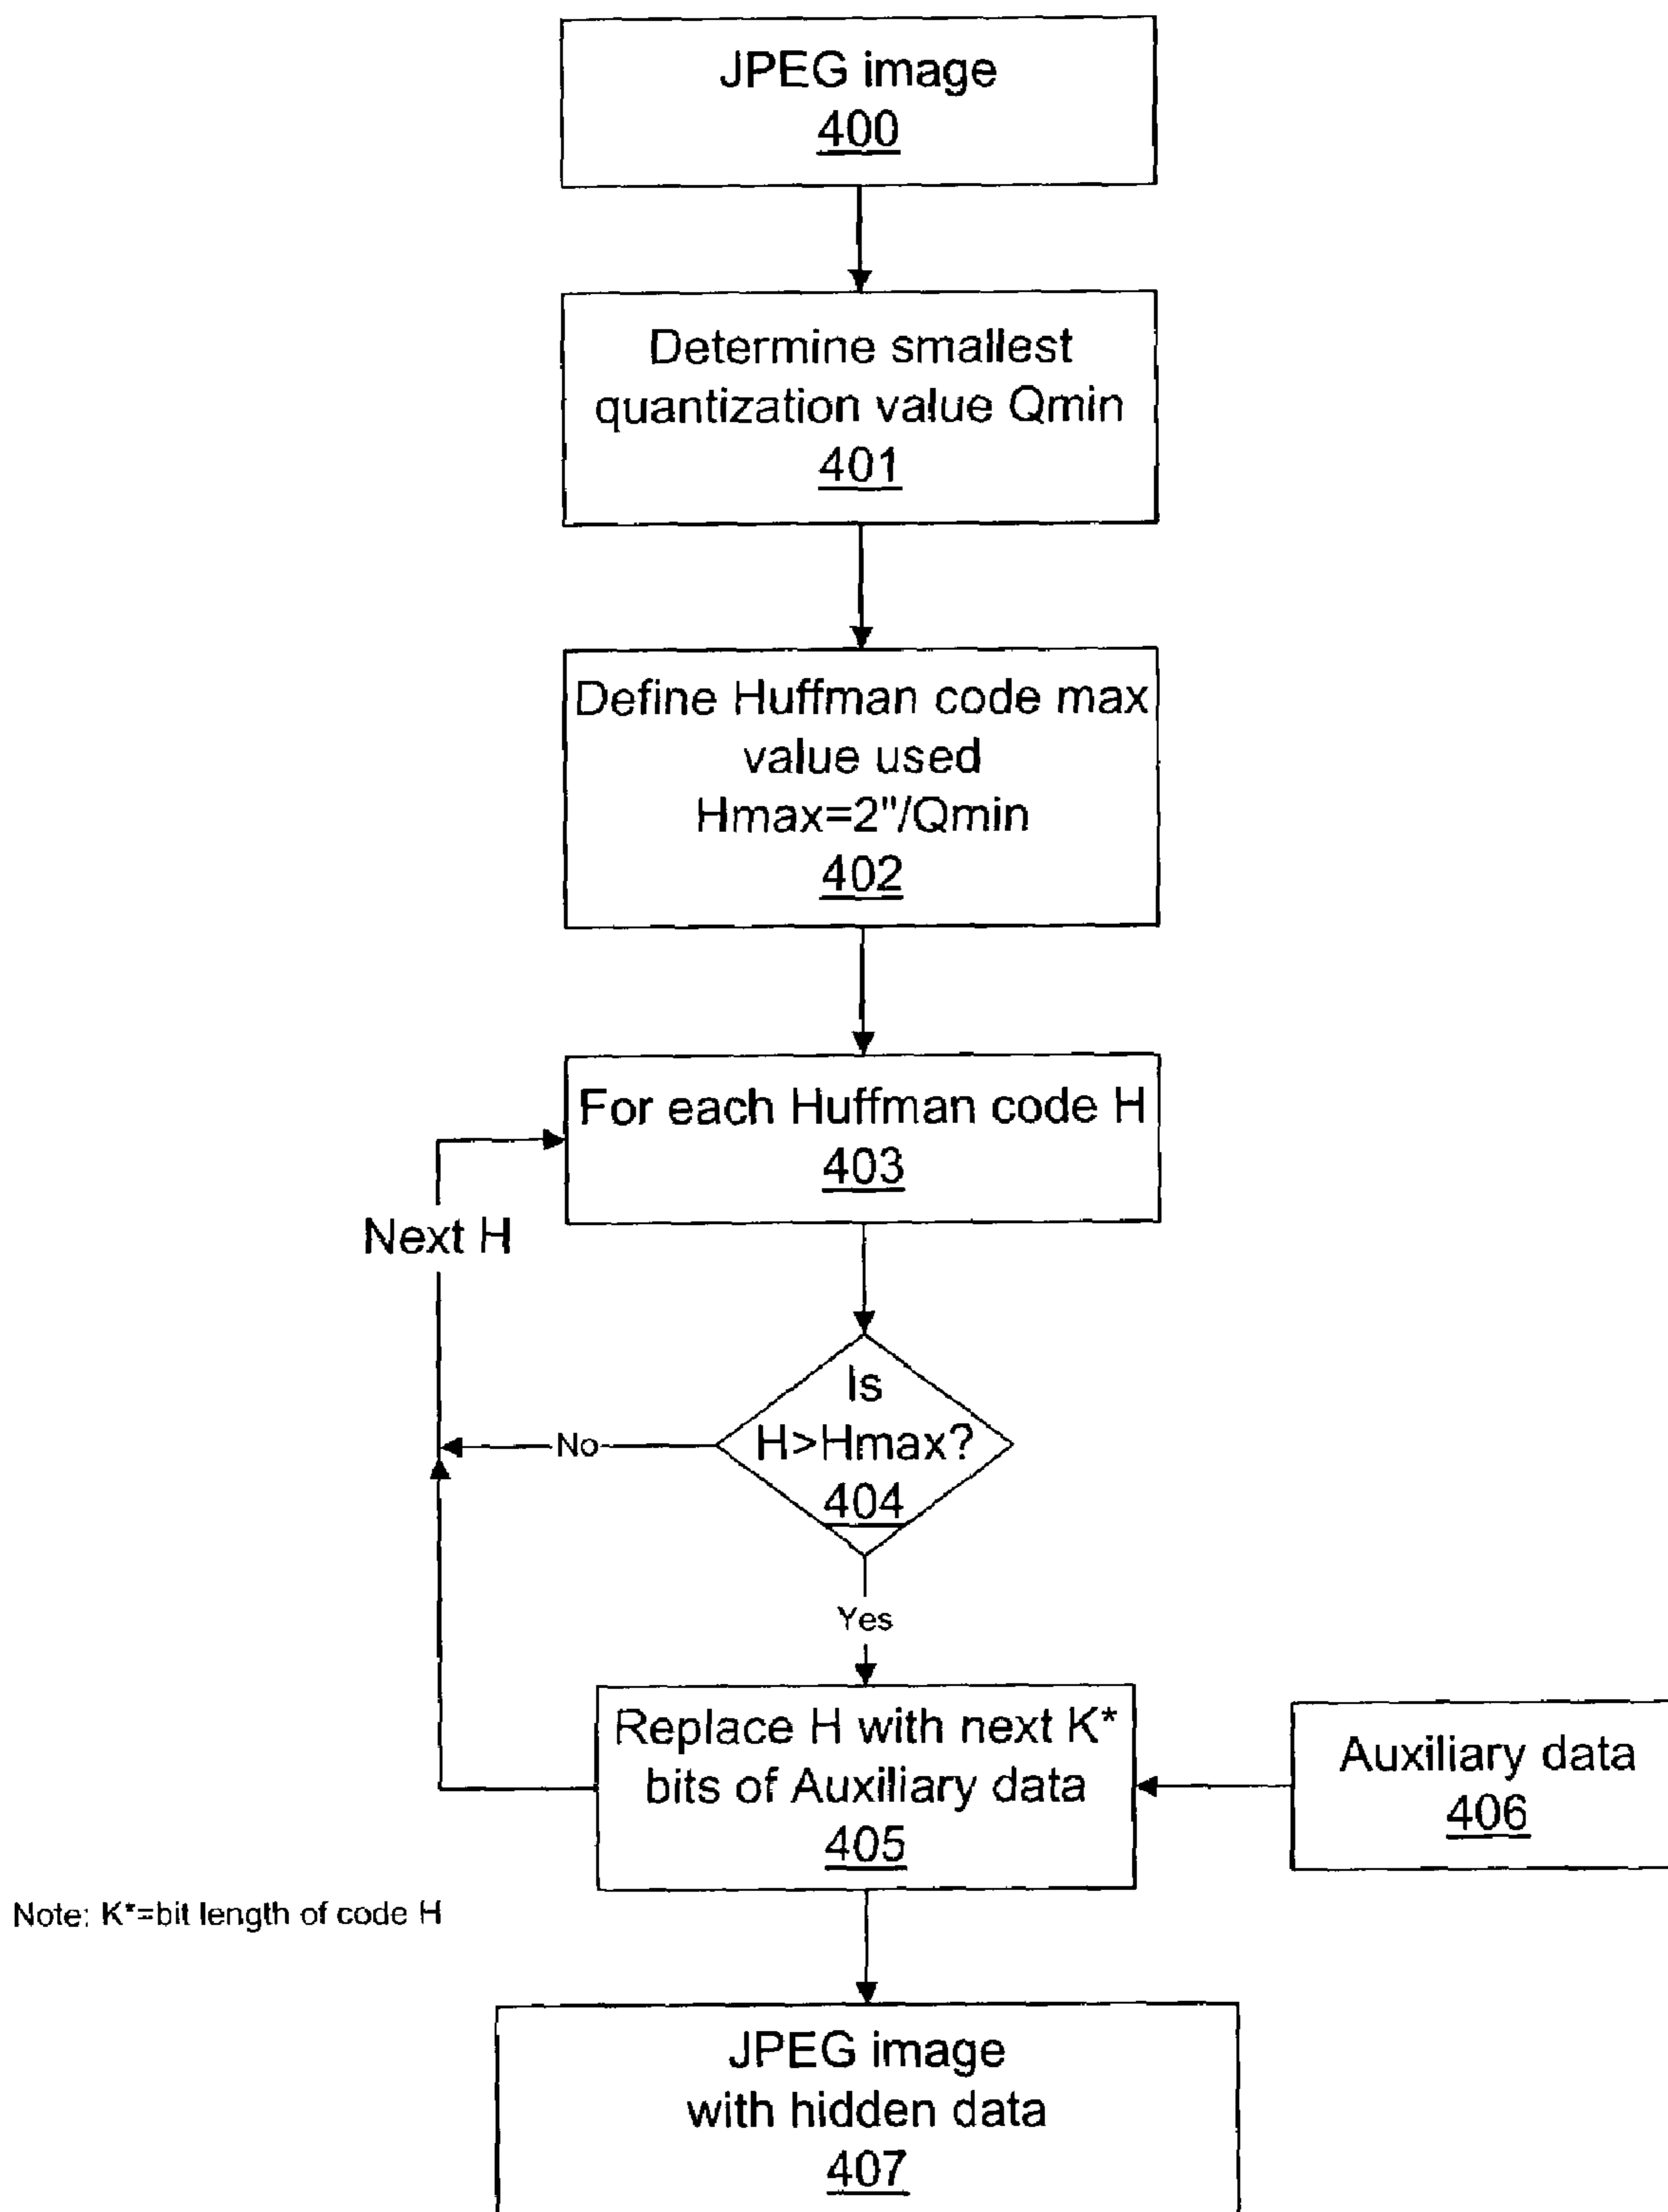 JPEG image
400
Determine smallest
quantization value Qmin
401
Define Huffman code max
value used
Hmax=2"/Qmin
402
For each Huffman code H
403
Next H
Is
H>Hmax?
404
No
Yes
Replace H with next K*
bits of Auxiliary data
405
Auxiliary data
406
Note: K*=bit length of code H
JPEG image
with hidden data
407